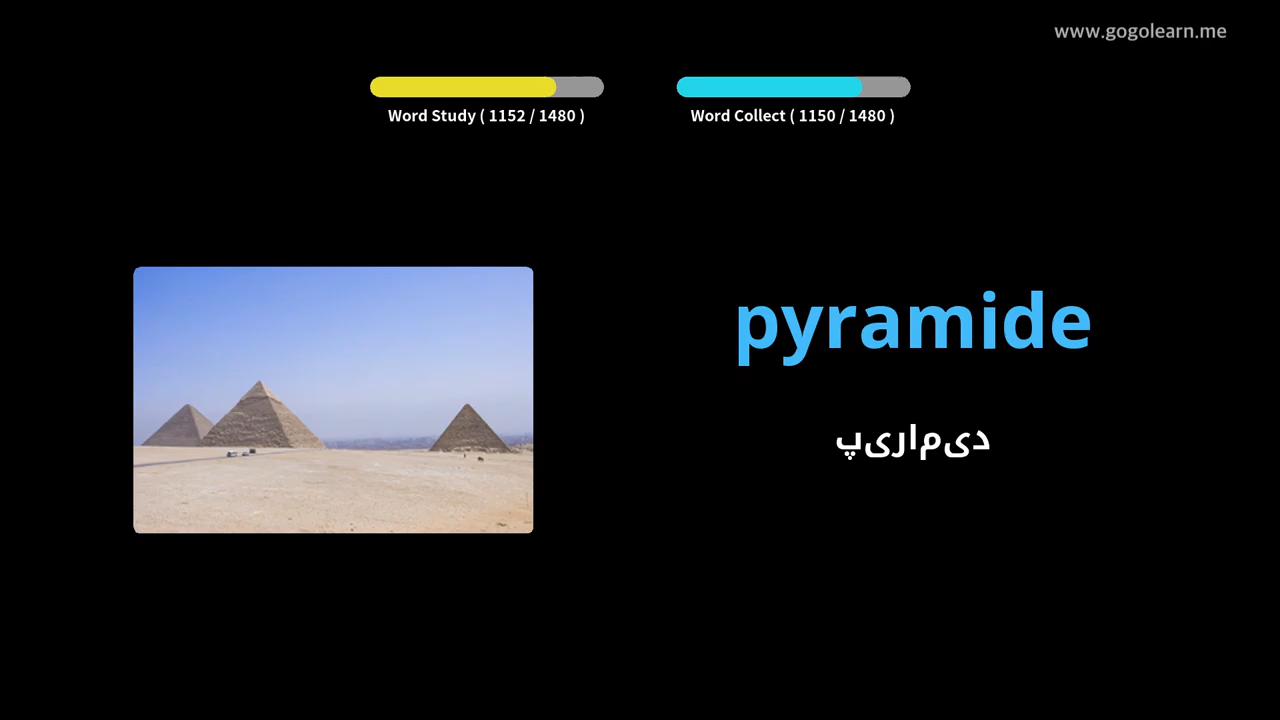 www.gogolearn.me
Word Study ( 1152 / 1480 )
Word Collect ( 1150 / 1480 )
pyramide
دیماریپ